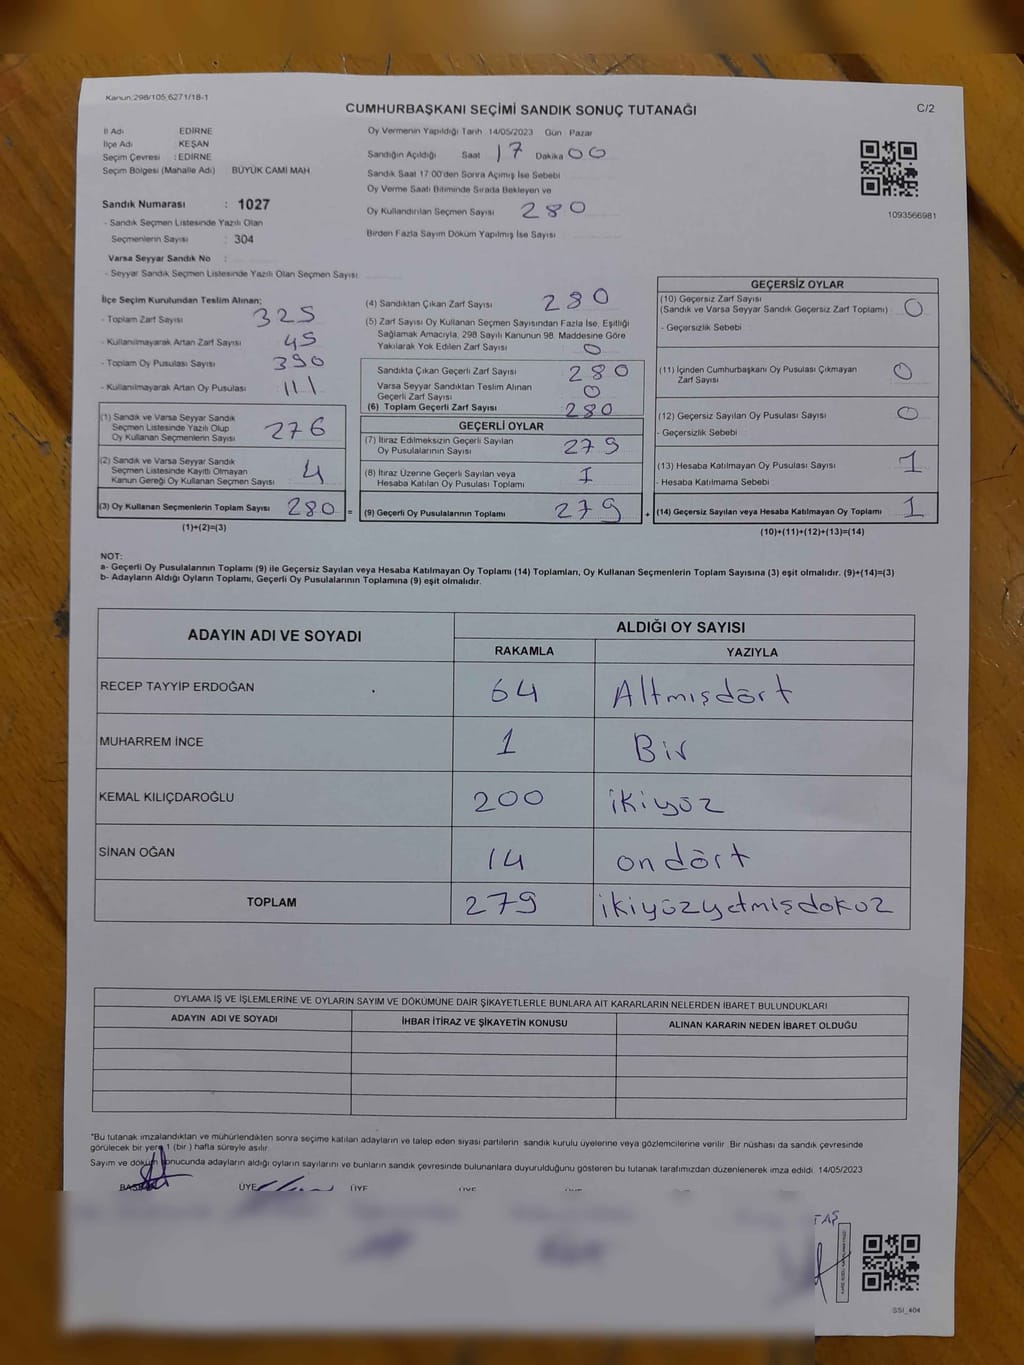 Kanun 298/105,6271/18-1
CUMHURBAŞKANI SEÇİMİ SANDIK SONUÇ TUTANAĞI
C/2
İl Adı EDİRNE
İlçe Adı KEŞAN
Seçim Çevresi : EDİRNE
Seçim Bölgesi (Mahalle Adı) : BÜYÜK CAMİ MAH
Sandık Numarası : 1027
- Sandık Seçmen Listesinde Yazılı Olan
Seçmenlerin Sayısı : 304
Varsa Seyyar Sandık No :
- Seyyar Sandık Seçmen Listesinde Yazılı Olan Seçmen Sayısı
Oy Vermenin Yapıldığı Tarih 14/05/2023 Gün : Pazar
Sandığın Açıldığı Saat 17 Dakika 00
Sandık Saat 17:00'den Sonra Açılmış İse Sebebi
Oy Verme Saati Bitiminde Sırada Bekleyen ve
Oy Kullandırılan Seçmen Sayısı 280
Birden Fazla Sayım Döküm Yapılmış İse Sayısı
1093566981
İlçe Seçim Kurulundan Teslim Alınan;
- Toplam Zarf Sayısı 325
- Kullanılmayarak Artan Zarf Sayısı 45
- Toplam Oy Pusulası Sayısı 390
- Kullanılmayarak Artan Oy Pusulası 111
(1) Sandık ve Varsa Seyyar Sandık
Seçmen Listesinde Yazılı Olup
Oy Kullanan Seçmenlerin Sayısı 276
(2) Sandık ve Varsa Seyyar Sandık
Seçmen Listesinde Kayıtlı Olmayan
Kanun Gereği Oy Kullanan Seçmen Sayısı 4
(3) Oy Kullanan Seçmenlerin Toplam Sayısı 280 =
(1)+(2)=(3)
(4) Sandıktan Çıkan Zarf Sayısı 280
(5) Zarf Sayısı Oy Kullanan Seçmen Sayısından Fazla İse, Eşitliği
Sağlamak Amacıyla, 298 Sayılı Kanunun 98. Maddesine Göre
Yakılarak Yok Edilen Zarf Sayısı 0
Sandıkta Çıkan Geçerli Zarf Sayısı 280
Varsa Seyyar Sandıktan Teslim Alınan
Geçerli Zarf Sayısı 0
(6) Toplam Geçerli Zarf Sayısı 280
GEÇERLİ OYLAR
(7) İtiraz Edilmeksizin Geçerli Sayılan
Oy Pusulalarının Sayısı 279
(8) İtiraz Üzerine Geçerli Sayılan veya
Hesaba Katılan Oy Pusulası Toplamı I
(9) Geçerli Oy Pusulalarının Toplamı 279 +
GEÇERSİZ OYLAR
(10) Geçersiz Zarf Sayısı
(Sandık ve Varsa Seyyar Sandık Geçersiz Zarf Toplamı) 0
- Geçersizlik Sebebi
(11) İçinden Cumhurbaşkanı Oy Pusulası Çıkmayan
Zarf Sayısı 0
(12) Geçersiz Sayılan Oy Pusulası Sayısı 0
- Geçersizlik Sebebi
(13) Hesaba Katılmayan Oy Pusulası Sayısı 1
- Hesaba Katılmama Sebebi
(14) Geçersiz Sayılan veya Hesaba Katılmayan Oy Toplamı 1
(10)+(11)+(12)+(13)=(14)
NOT:
a- Geçerli Oy Pusulalarının Toplamı (9) ile Geçersiz Sayılan veya Hesaba Katılmayan Oy Toplamı (14) Toplamları, Oy Kullanan Seçmenlerin Toplam Sayısına (3) eşit olmalıdır. (9)+(14)=(3)
b- Adayların Aldığı Oyların Toplamı, Geçerli Oy Pusulalarının Toplamına (9) eşit olmalıdır.
ADAYIN ADI VE SOYADI
ALDIĞI OY SAYISI
RAKAMLA YAZIYLA
RECEP TAYYİP ERDOĞAN 64 Altmışdört
MUHARREM İNCE 1 Bir
KEMAL KILIÇDAROĞLU 200 ikiyüz
SİNAN OĞAN 14 ondört
TOPLAM 279 ikiyüzyetmişdokuz
OYLAMA İŞ VE İŞLEMLERİNE VE OYLARIN SAYIM VE DÖKÜMÜNE DAİR ŞİKAYETLERLE BUNLARA AİT KARARLARIN NELERDEN İBARET BULUNDUKLARI
ADAYIN ADI VE SOYADI İHBAR İTİRAZ VE ŞİKAYETİN KONUSU ALINAN KARARIN NEDEN İBARET OLDUĞU
*Bu tutanak imzalandıktan ve mühürlendikten sonra seçime katılan adayların ve talep eden siyasi partilerin sandık kurulu üyelerine veya gözlemcilerine verilir. Bir nüshası da sandık çevresinde
görülecek bir yere 1 (bir) hafta süreyle asılır
Sayım ve döküm sonucunda adayların aldığı oyların sayılarını ve bunların sandık çevresinde bulunanlara duyurulduğunu gösteren bu tutanak tarafımızdan düzenlenerek imza edildi. 14/05/2023
ÜYE ÜYE ÜYE ÜYE
TAŞ
SSI_404